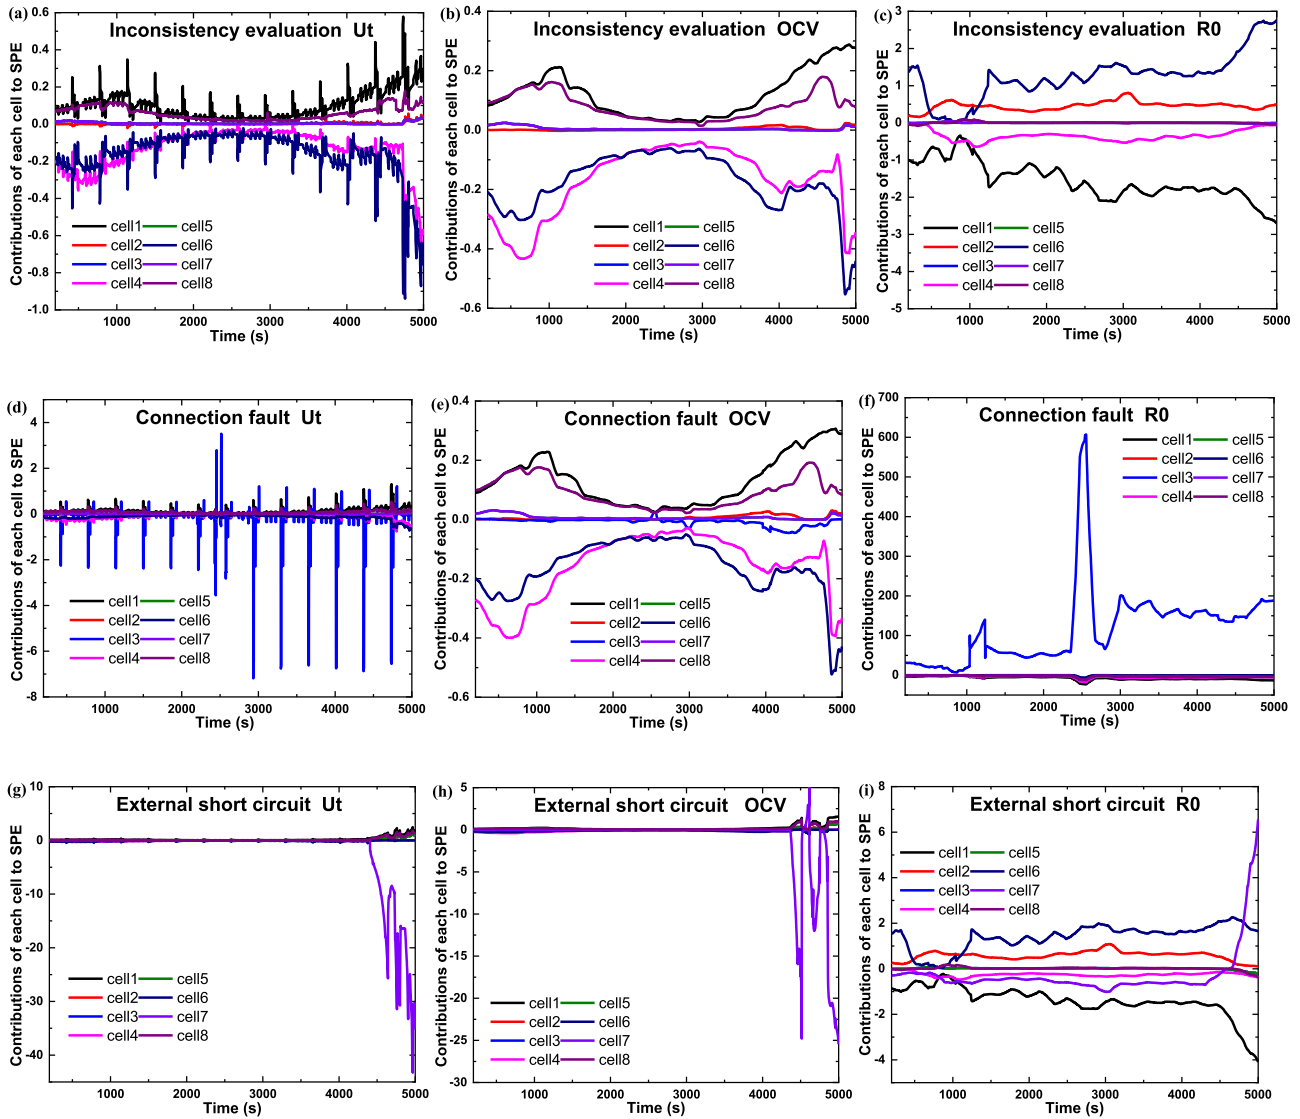 (a)
Inconsistency evaluation Ut
Contributions of each cell to SPE
0.6
0.4
0.2
0.0
-0.2
-0.4
-0.6
-0.8
-1.0
cell1 cell5
cell2 cell6
cell3 cell7
cell4 cell8
1000 2000 3000 4000 5000
Time (s)
(b)
Inconsistency evaluation OCV
Contributions of each cell to SPE
0.4
0.2
0.0
-0.2
-0.4
-0.6
cell1 cell5
cell2 cell6
cell3 cell7
cell4 cell8
1000 2000 3000 4000 5000
Time (s)
(c)
Inconsistency evaluation R0
Contributions of each cell to SPE
3
2
1
0
-1
-2
-3
-4
-5
cell1 cell5
cell2 cell6
cell3 cell7
cell4 cell8
1000 2000 3000 4000 5000
Time (s)
(d)
Connection fault Ut
Contributions of each cell to SPE
4
2
0
-2
-4
-6
-8
cell1 cell5
cell2 cell6
cell3 cell7
cell4 cell8
1000 2000 3000 4000 5000
Time (s)
(e)
Connection fault OCV
Contributions of each cell to SPE
0.4
0.2
0.0
-0.2
-0.4
-0.6
cell1 cell5
cell2 cell6
cell3 cell7
cell4 cell8
1000 2000 3000 4000 5000
Time (s)
(f)
Connection fault R0
Contributions of each cell to SPE
700
600
500
400
300
200
100
0
cell1 cell5
cell2 cell6
cell3 cell7
cell4 cell8
1000 2000 3000 4000 5000
Time (s)
(g)
External short circuit Ut
Contributions of each cell to SPE
10
0
-10
-20
-30
-40
cell1 cell5
cell2 cell6
cell3 cell7
cell4 cell8
1000 2000 3000 4000 5000
Time (s)
(h)
External short circuit OCV
Contributions of each cell to SPE
5
0
-5
-10
-15
-20
-25
-30
cell1 cell5
cell2 cell6
cell3 cell7
cell4 cell8
1000 2000 3000 4000 5000
Time (s)
(i)
External short circuit R0
Contributions of each cell to SPE
8
6
4
2
0
-2
-4
cell1 cell5
cell2 cell6
cell3 cell7
cell4 cell8
1000 2000 3000 4000 5000
Time (s)